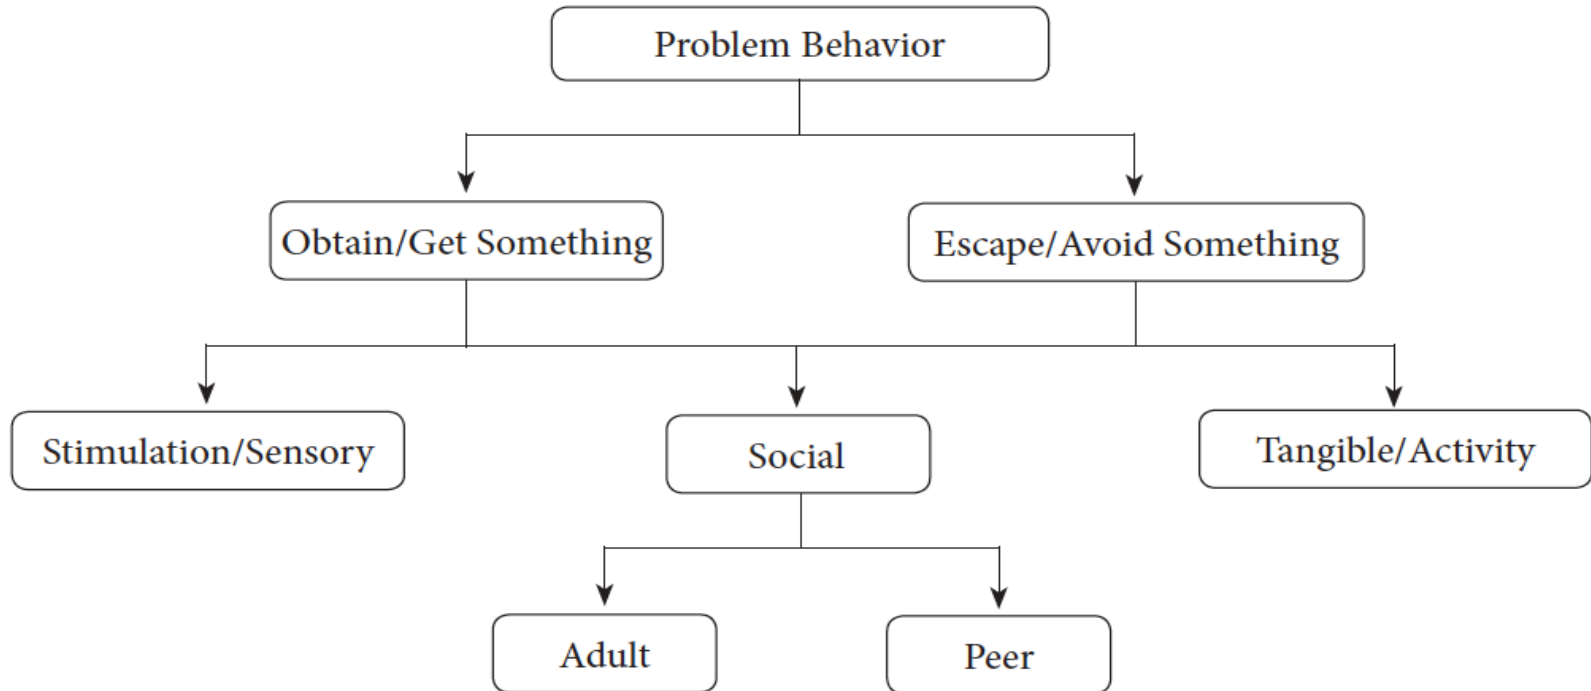 Problem Behavior
Obtain/Get Something
Escape/Avoid Something
Stimulation/Sensory
Social
Tangible/Activity
Adult
Peer